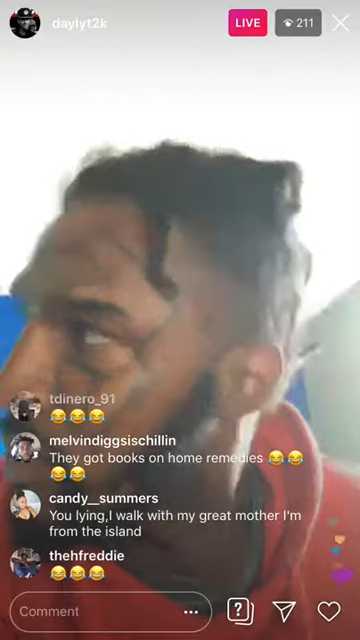 daylyt2k
LIVE
211
tdinero_91
😂😂😂
melvindiggsischillin
They got books on home remedies 😂😂
😂😂
candy__summers
You lying,I walk with my great mother I'm
from the island
thehfreddie
😂😂😂
Comment